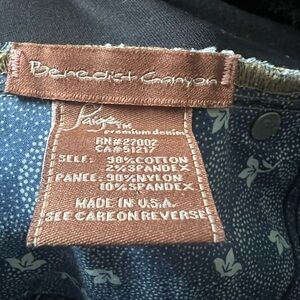 Benedict Canyon
Paige™
premium denim
RN#27002
CA#51217
SELF: 98%COTTON
2%SPANDEX
PANEL: 90%NYLON
10%SPANDEX
MADE IN U.S.A.
SEE CARE ON REVERSE